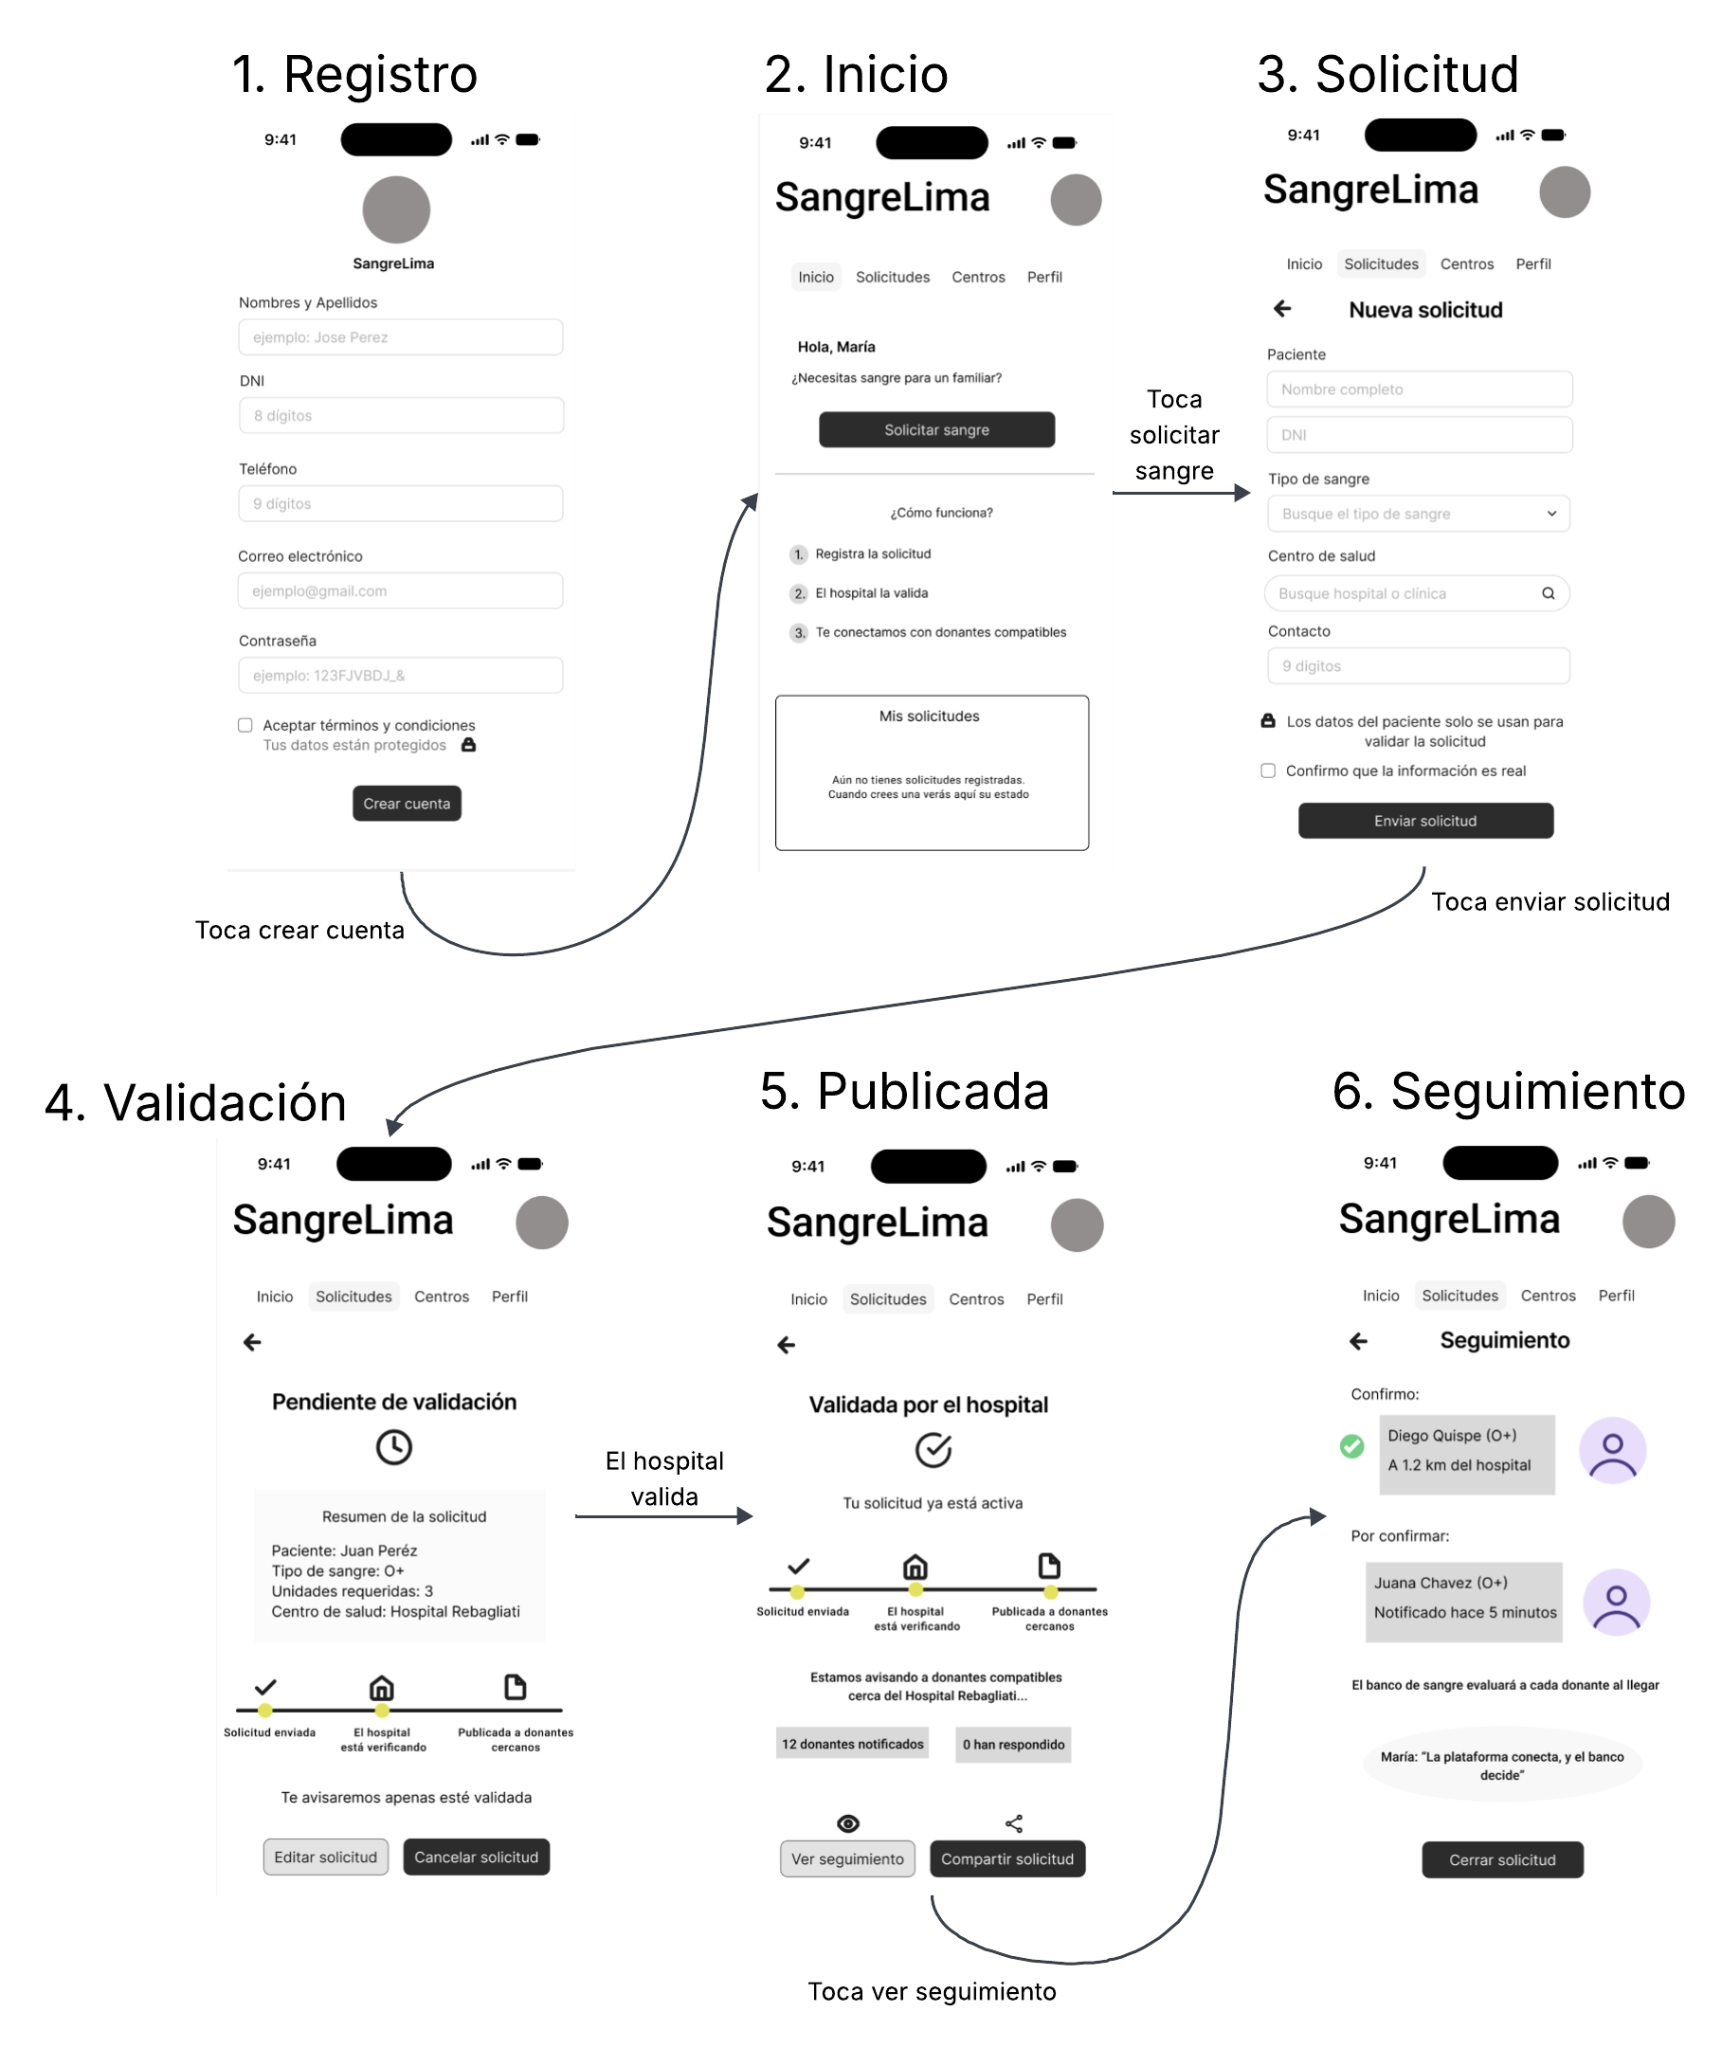 1. Registro
9:41
SangreLima
Nombres y Apellidos
ejemplo: Jose Perez
DNI
8 dígitos
Teléfono
9 dígitos
Correo electrónico
ejemplo@gmail.com
Contraseña
ejemplo: 123FJVBDJ_&
Aceptar términos y condiciones
Tus datos están protegidos
Crear cuenta
Toca crear cuenta
2. Inicio
9:41
SangreLima
Inicio Solicitudes Centros Perfil
Hola, María
¿Necesitas sangre para un familiar?
Solicitar sangre
¿Cómo funciona?
1. Registra la solicitud
2. El hospital la valida
3. Te conectamos con donantes compatibles
Mis solicitudes
Aún no tienes solicitudes registradas.
Cuando crees una verás aquí su estado
Toca
solicitar
sangre
3. Solicitud
9:41
SangreLima
Inicio Solicitudes Centros Perfil
Nueva solicitud
Paciente
Nombre completo
DNI
Tipo de sangre
Busque el tipo de sangre
Centro de salud
Busque hospital o clínica
Contacto
9 digitos
Los datos del paciente solo se usan para
validar la solicitud
Confirmo que la información es real
Enviar solicitud
Toca enviar solicitud
4. Validación
9:41
SangreLima
Inicio Solicitudes Centros Perfil
Pendiente de validación
Resumen de la solicitud
Paciente: Juan Peréz
Tipo de sangre: O+
Unidades requeridas: 3
Centro de salud: Hospital Rebagliati
Solicitud enviada
El hospital
está verificando
Publicada a donantes
cercanos
Te avisaremos apenas esté validada
Editar solicitud
Cancelar solicitud
El hospital
valida
5. Publicada
9:41
SangreLima
Inicio Solicitudes Centros Perfil
Validada por el hospital
Tu solicitud ya está activa
Solicitud enviada
El hospital
está verificando
Publicada a donantes
cercanos
Estamos avisando a donantes compatibles
cerca del Hospital Rebagliati...
12 donantes notificados
0 han respondido
Ver seguimiento
Compartir solicitud
Toca ver seguimiento
6. Seguimiento
9:41
SangreLima
Inicio Solicitudes Centros Perfil
Seguimiento
Confirmo:
Diego Quispe (O+)
A 1.2 km del hospital
Por confirmar:
Juana Chavez (O+)
Notificado hace 5 minutos
El banco de sangre evaluará a cada donante al llegar
María: “La plataforma conecta, y el banco
decide”
Cerrar solicitud